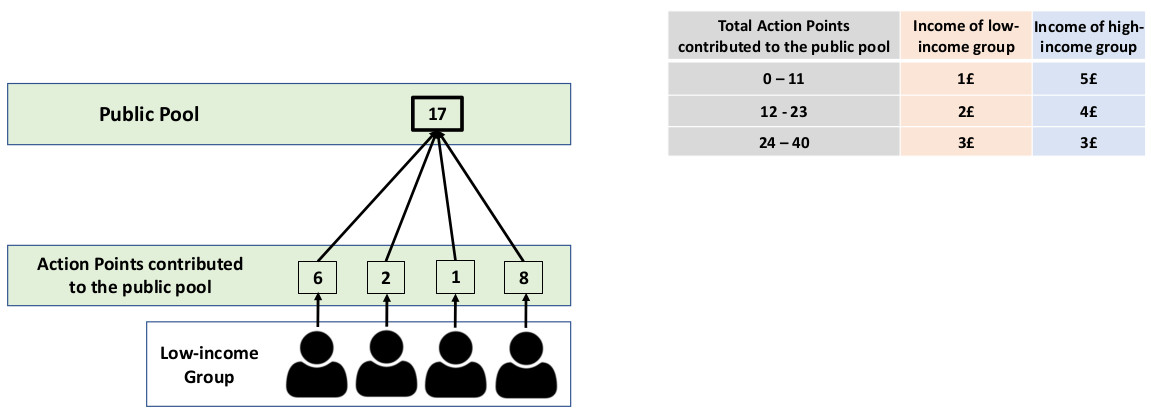 Total Action Points
contributed to the public pool
Income of low-
income group
Income of high-
income group
0 – 11
1£
5£
12 - 23
2£
4£
24 – 40
3£
3£
Public Pool
17
Action Points contributed
to the public pool
6
2
1
8
Low-income
Group